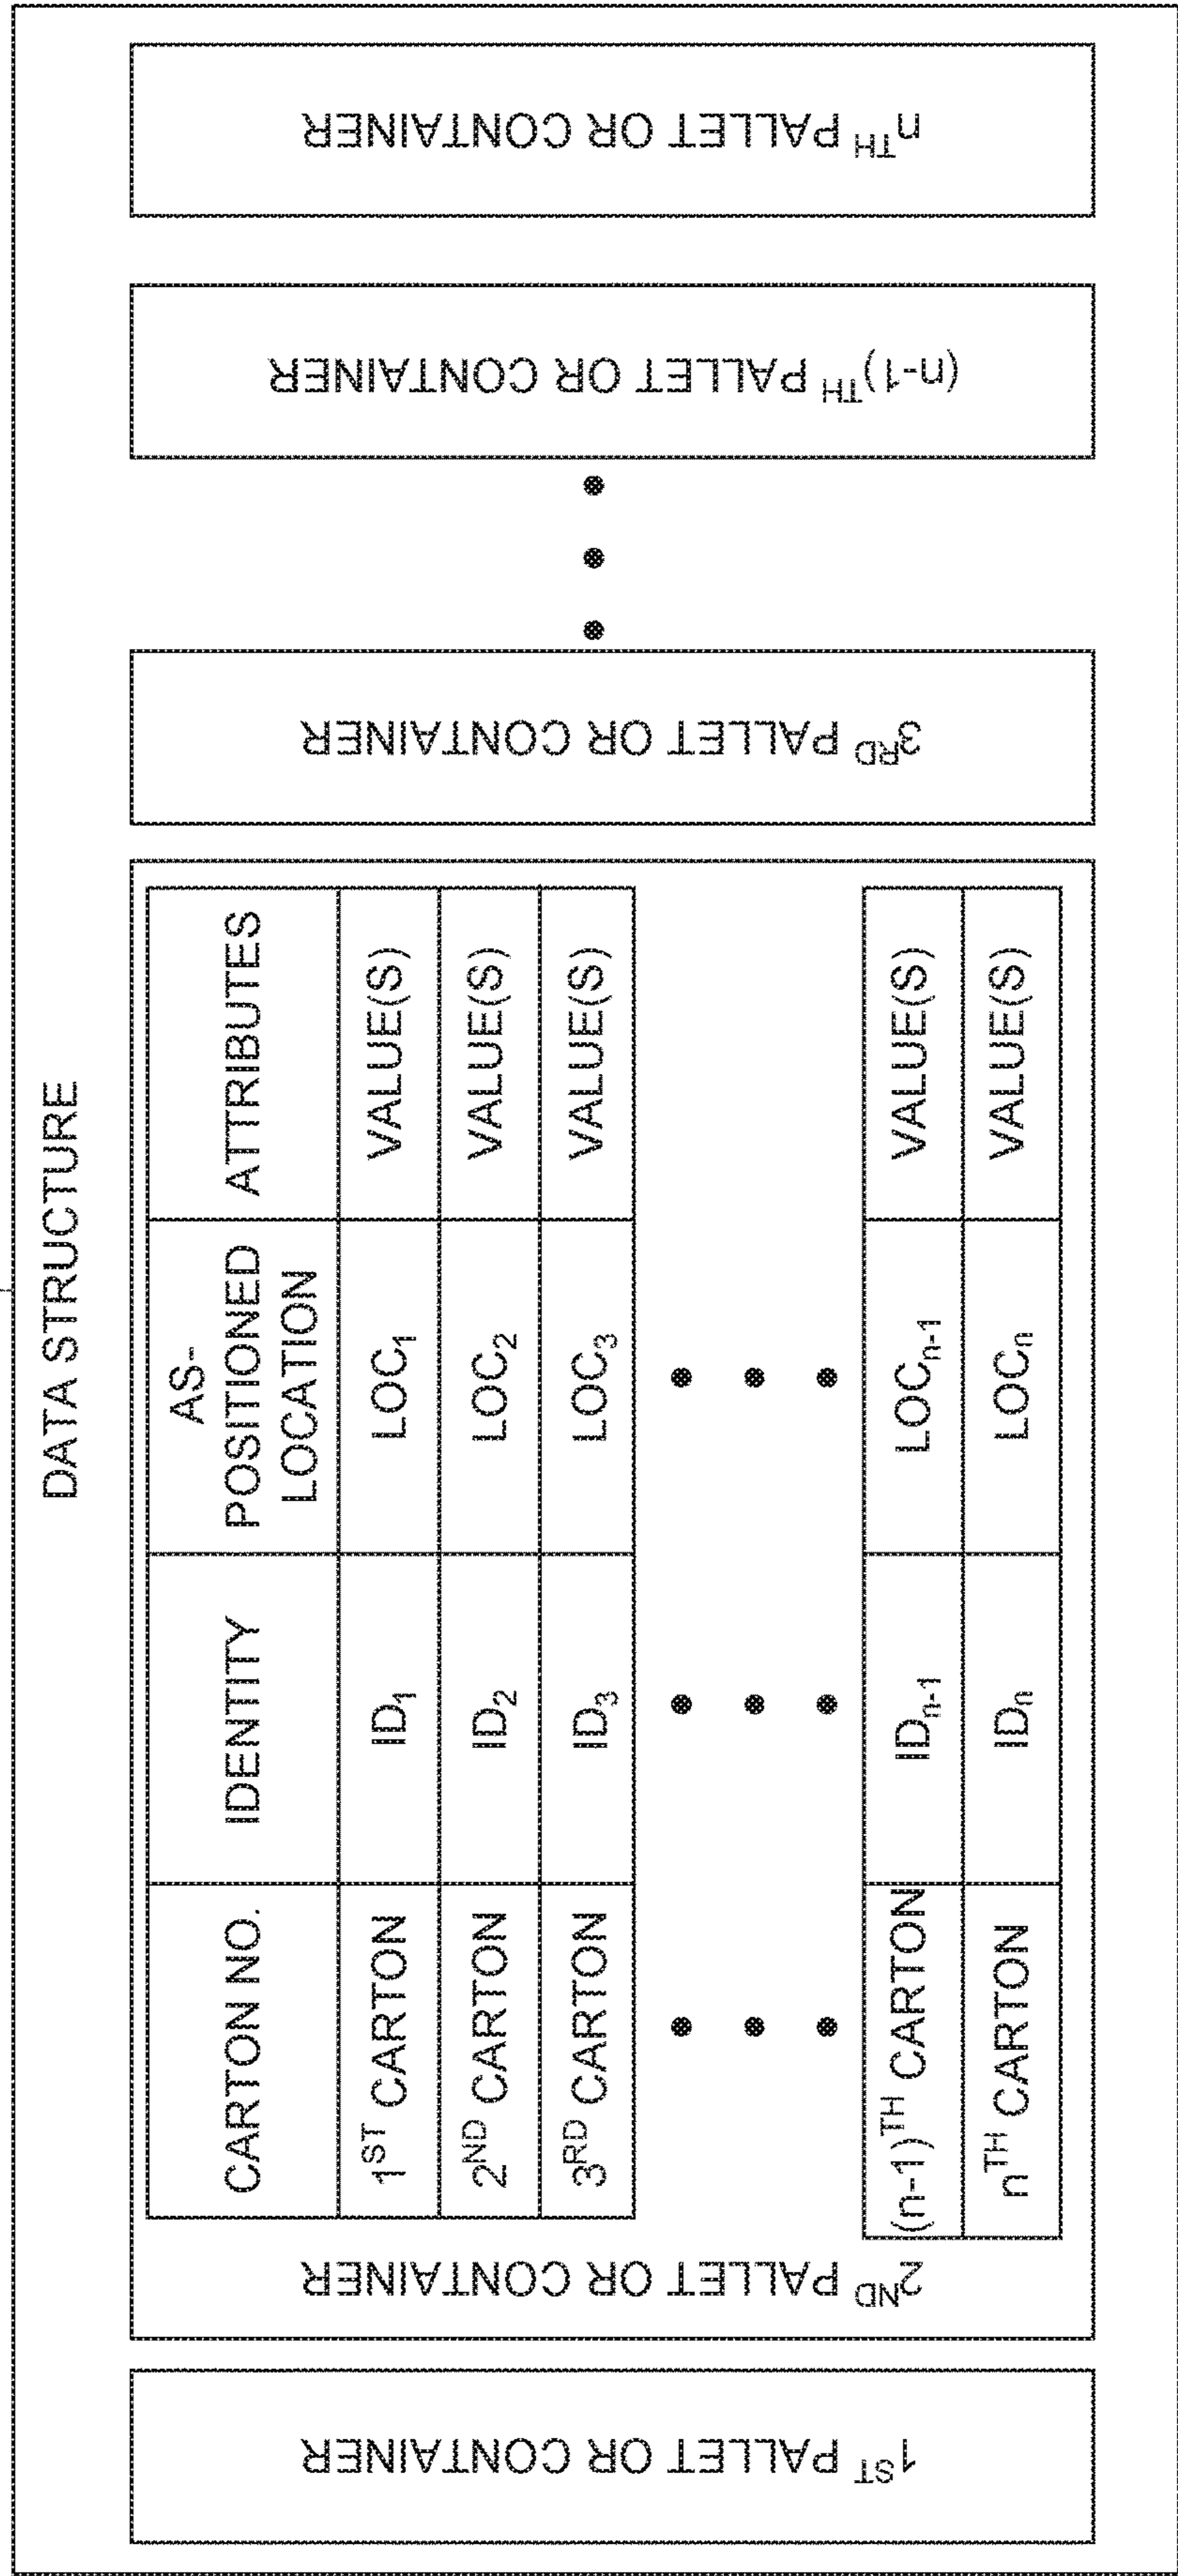 DATA STRUCTURE
1ST PALLET OR CONTAINER
2ND PALLET OR CONTAINER
CARTON NO. IDENTITY AS-
POSITIONED
LOCATION ATTRIBUTES
1ST CARTON ID1 LOC1 VALUE(S)
2ND CARTON ID2 LOC2 VALUE(S)
3RD CARTON ID3 LOC3 VALUE(S)
(n-1)TH CARTON IDn-1 LOCn-1 VALUE(S)
nTH CARTON IDn LOCn VALUE(S)
3RD PALLET OR CONTAINER
(n-1)TH PALLET OR CONTAINER
nTH PALLET OR CONTAINER